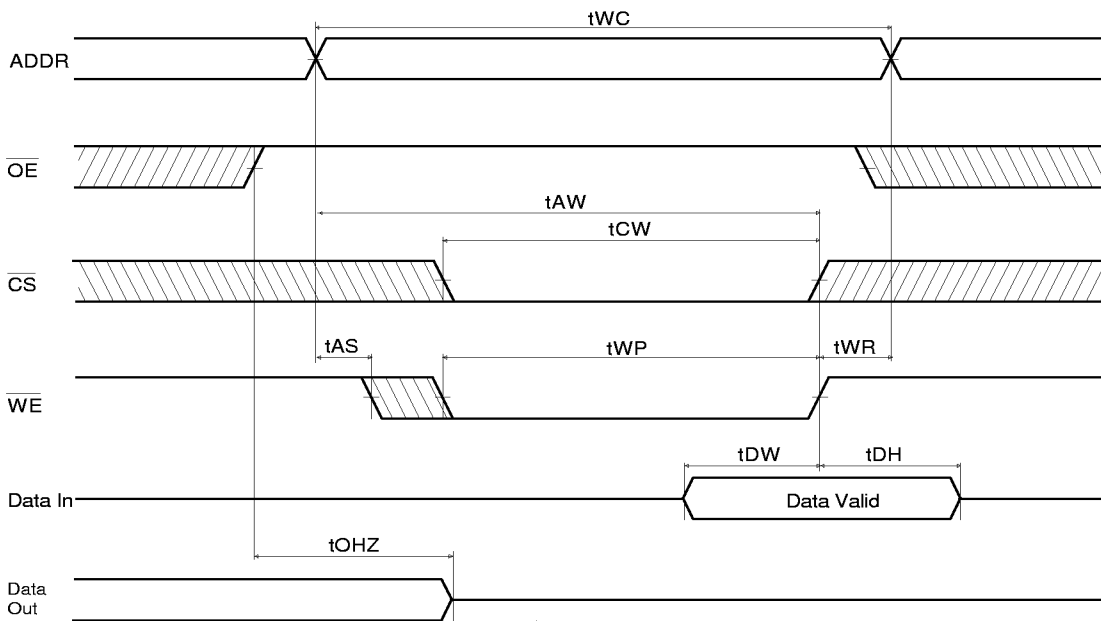 tWC
ADDR
OE
tAW
tCW
CS
tAS
tWP
tWR
WE
tDW
tDH
Data In
Data Valid
tOHZ
Data
Out